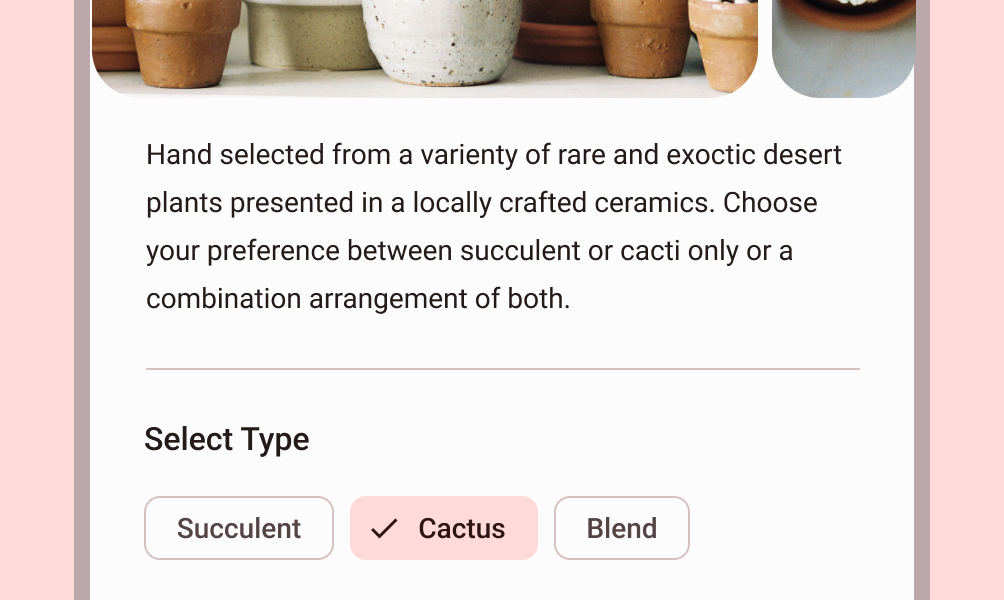 Hand selected from a varienty of rare and exoctic desert
plants presented in a locally crafted ceramics. Choose
your preference between succulent or cacti only or a
combination arrangement of both.
Select Type
Succulent Cactus Blend